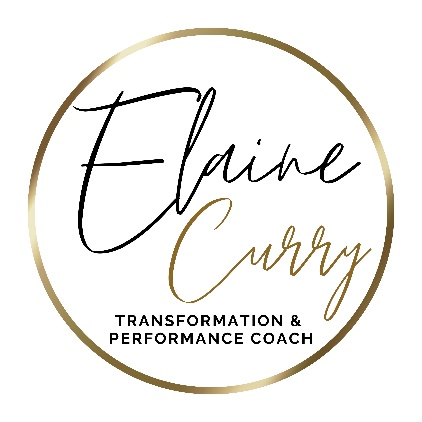 Elaine
Curry
TRANSFORMATION &
PERFORMANCE COACH